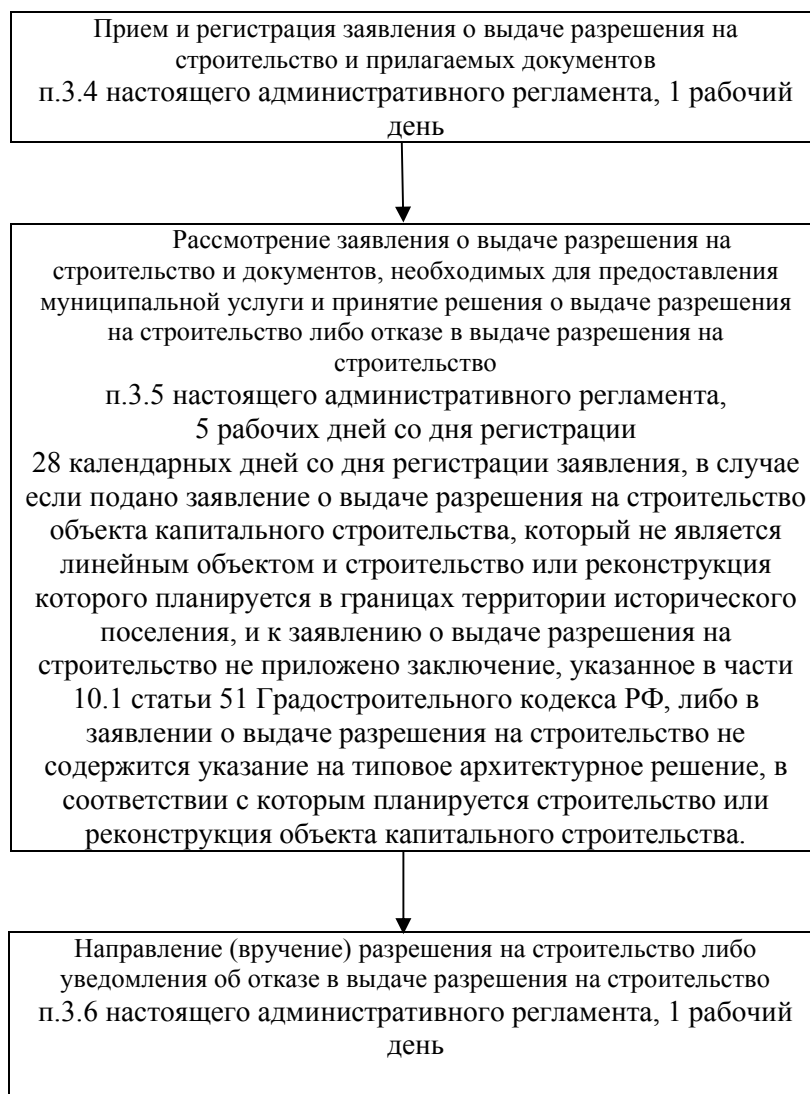 Прием и регистрация заявления о выдаче разрешения на
строительство и прилагаемых документов
п.3.4 настоящего административного регламента, 1 рабочий
день
Рассмотрение заявления о выдаче разрешения на
строительство и документов, необходимых для предоставления
муниципальной услуги и принятие решения о выдаче разрешения
на строительство либо отказе в выдаче разрешения на
строительство
п.3.5 настоящего административного регламента,
5 рабочих дней со дня регистрации
28 календарных дней со дня регистрации заявления, в случае
если подано заявление о выдаче разрешения на строительство
объекта капитального строительства, который не является
линейным объектом и строительство или реконструкция
которого планируется в границах территории исторического
поселения, и к заявлению о выдаче разрешения на
строительство не приложено заключение, указанное в части
10.1 статьи 51 Градостроительного кодекса РФ, либо в
заявлении о выдаче разрешения на строительство не
содержится указание на типовое архитектурное решение, в
соответствии с которым планируется строительство или
реконструкция объекта капитального строительства.
Направление (вручение) разрешения на строительство либо
уведомления об отказе в выдаче разрешения на строительство
п.3.6 настоящего административного регламента, 1 рабочий
день